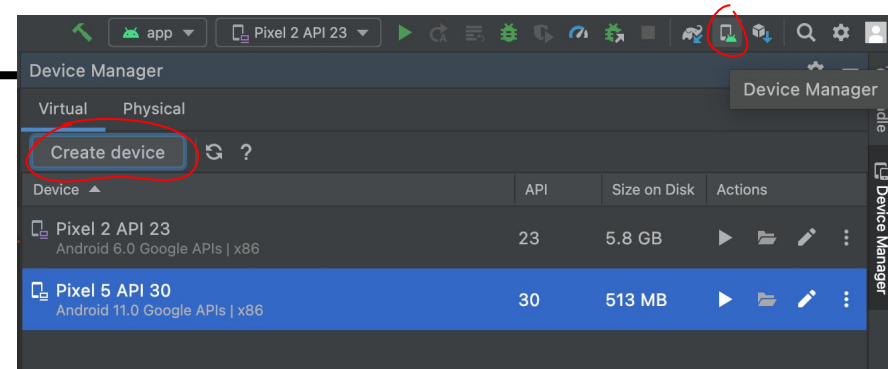 app
Pixel 2 API 23
Device Manager
Device Manager
Virtual Physical
Create device ?
Device API Size on Disk Actions
Pixel 2 API 23 23 5.8 GB
Android 6.0 Google APIs | x86
Pixel 5 API 30 30 513 MB
Android 11.0 Google APIs | x86
Device Manager